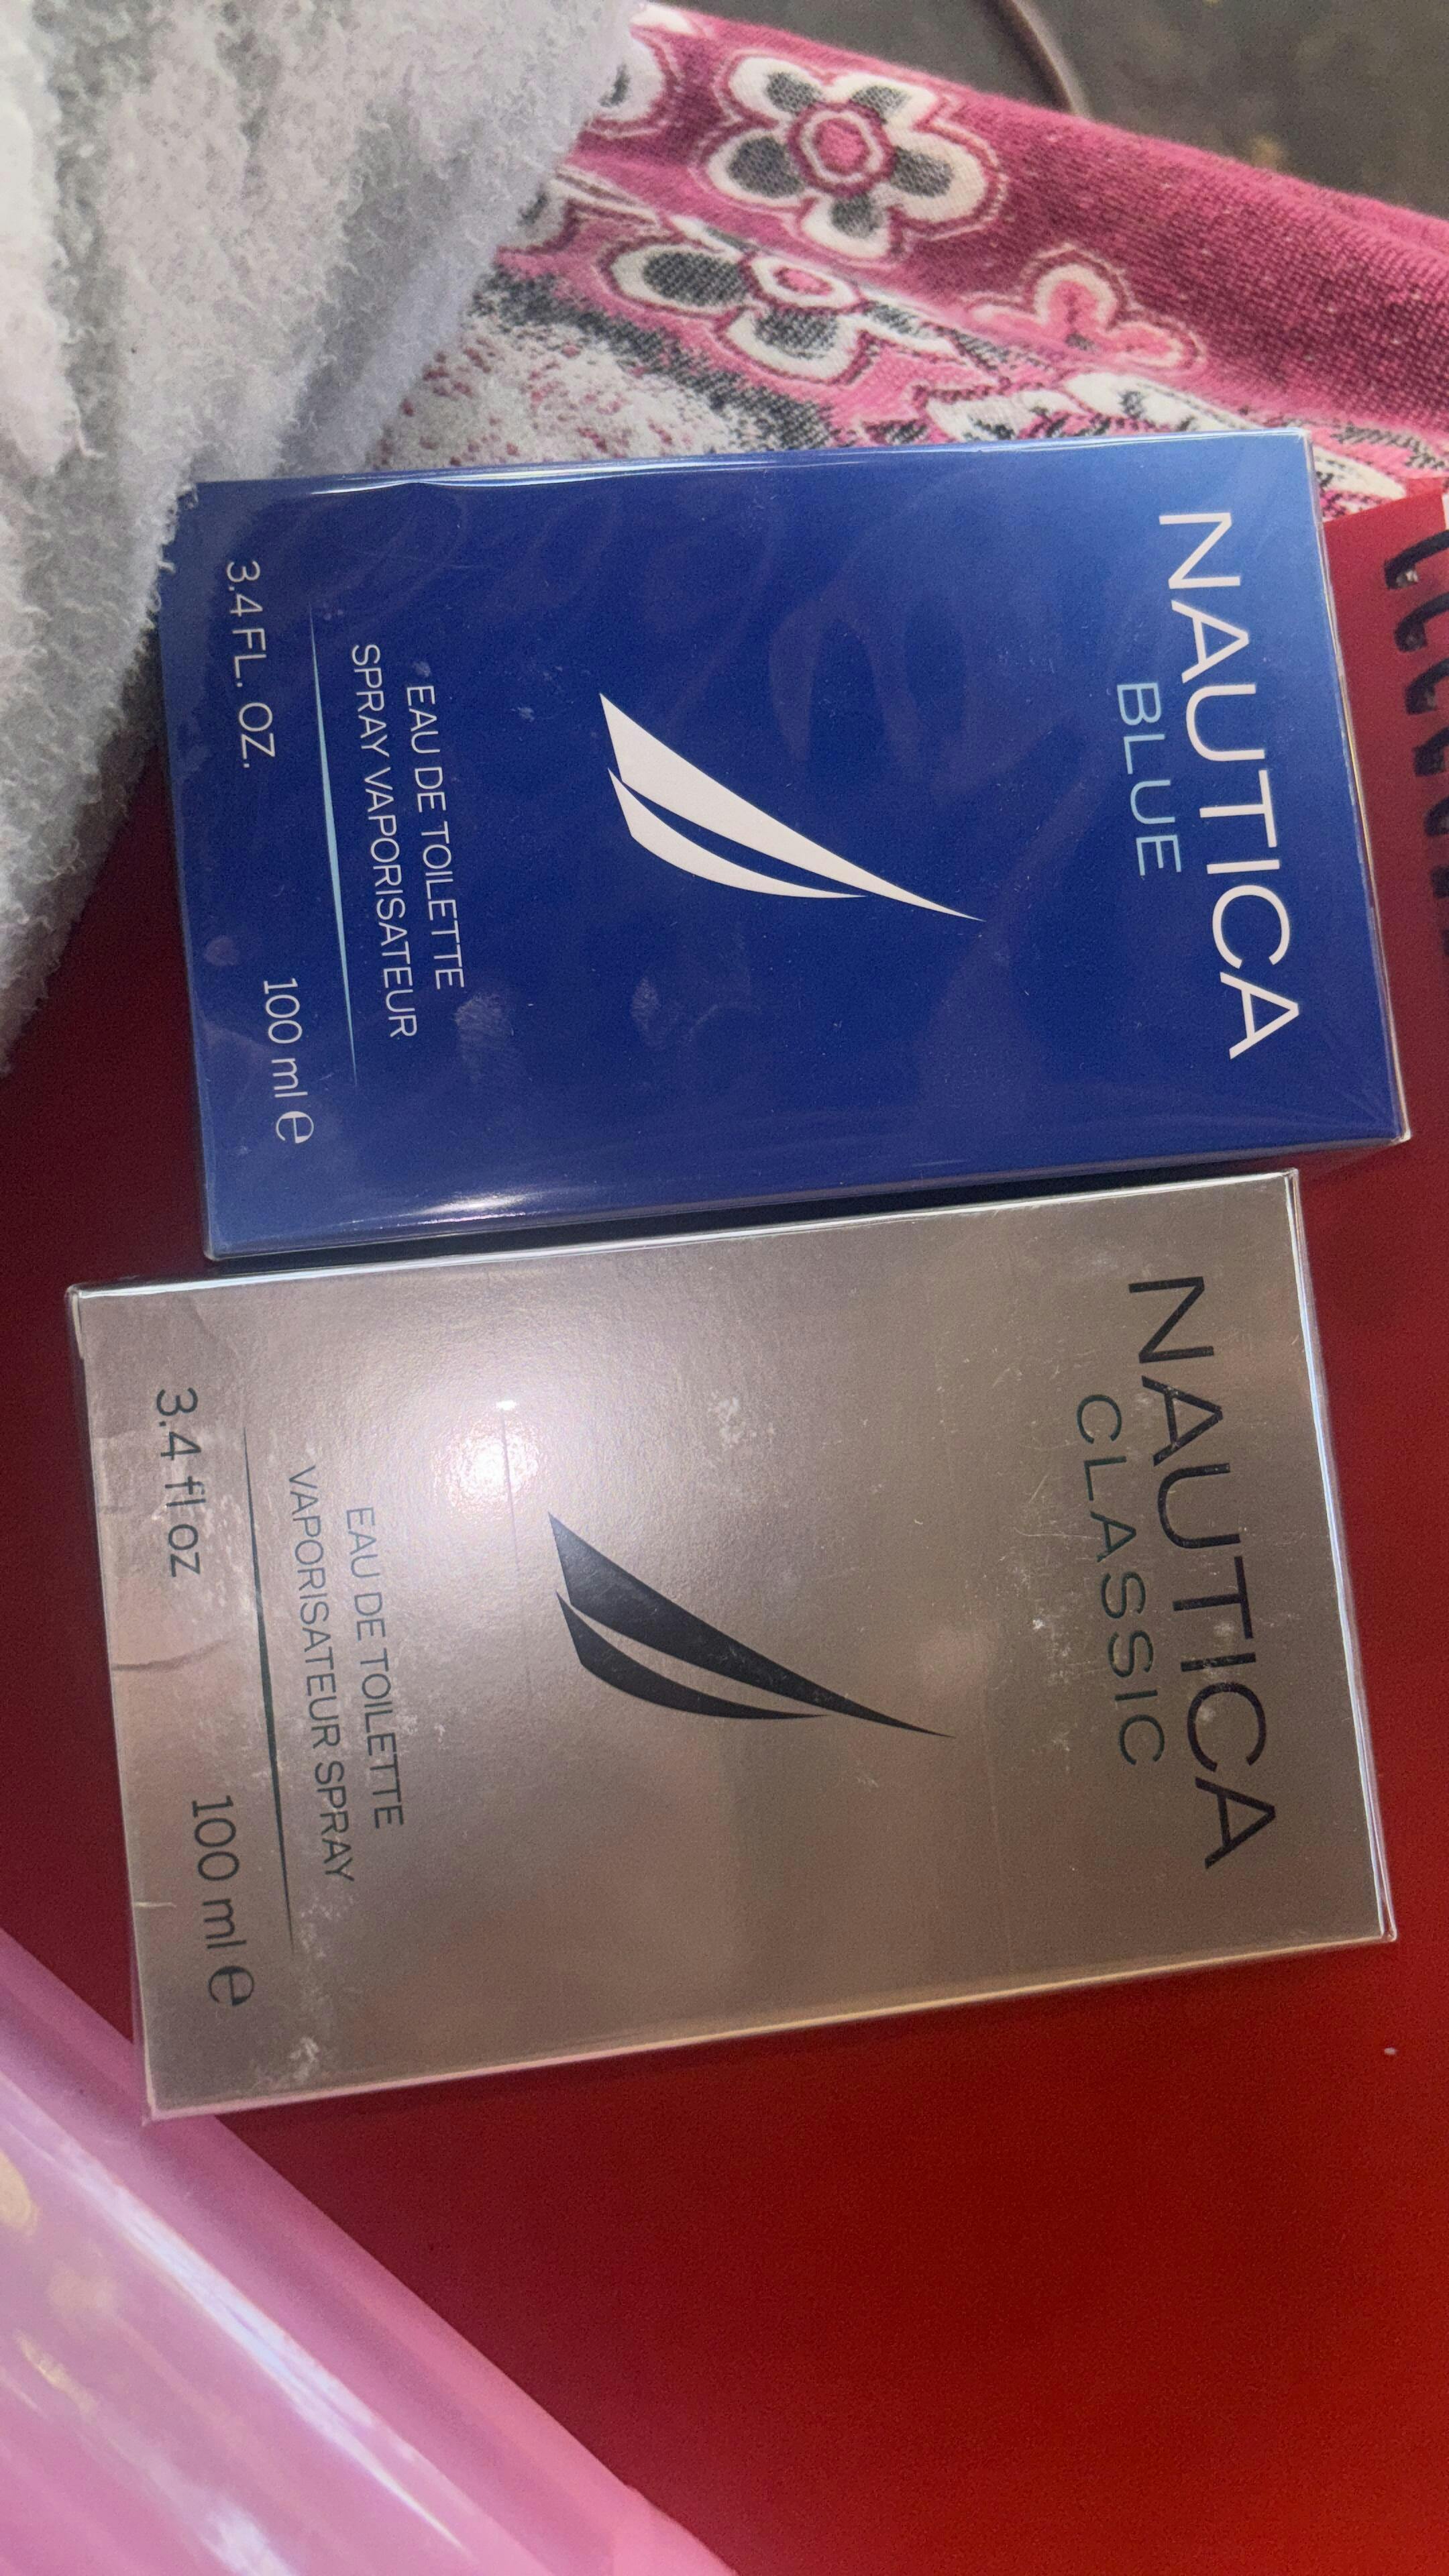 NAUTICA
BLUE
EAU DE TOILETTE
SPRAY VAPORISATEUR
3.4 FL. OZ. 100 ml ℮
NAUTICA
CLASSIC
EAU DE TOILETTE
VAPORISATEUR SPRAY
3.4 fl oz 100 ml ℮